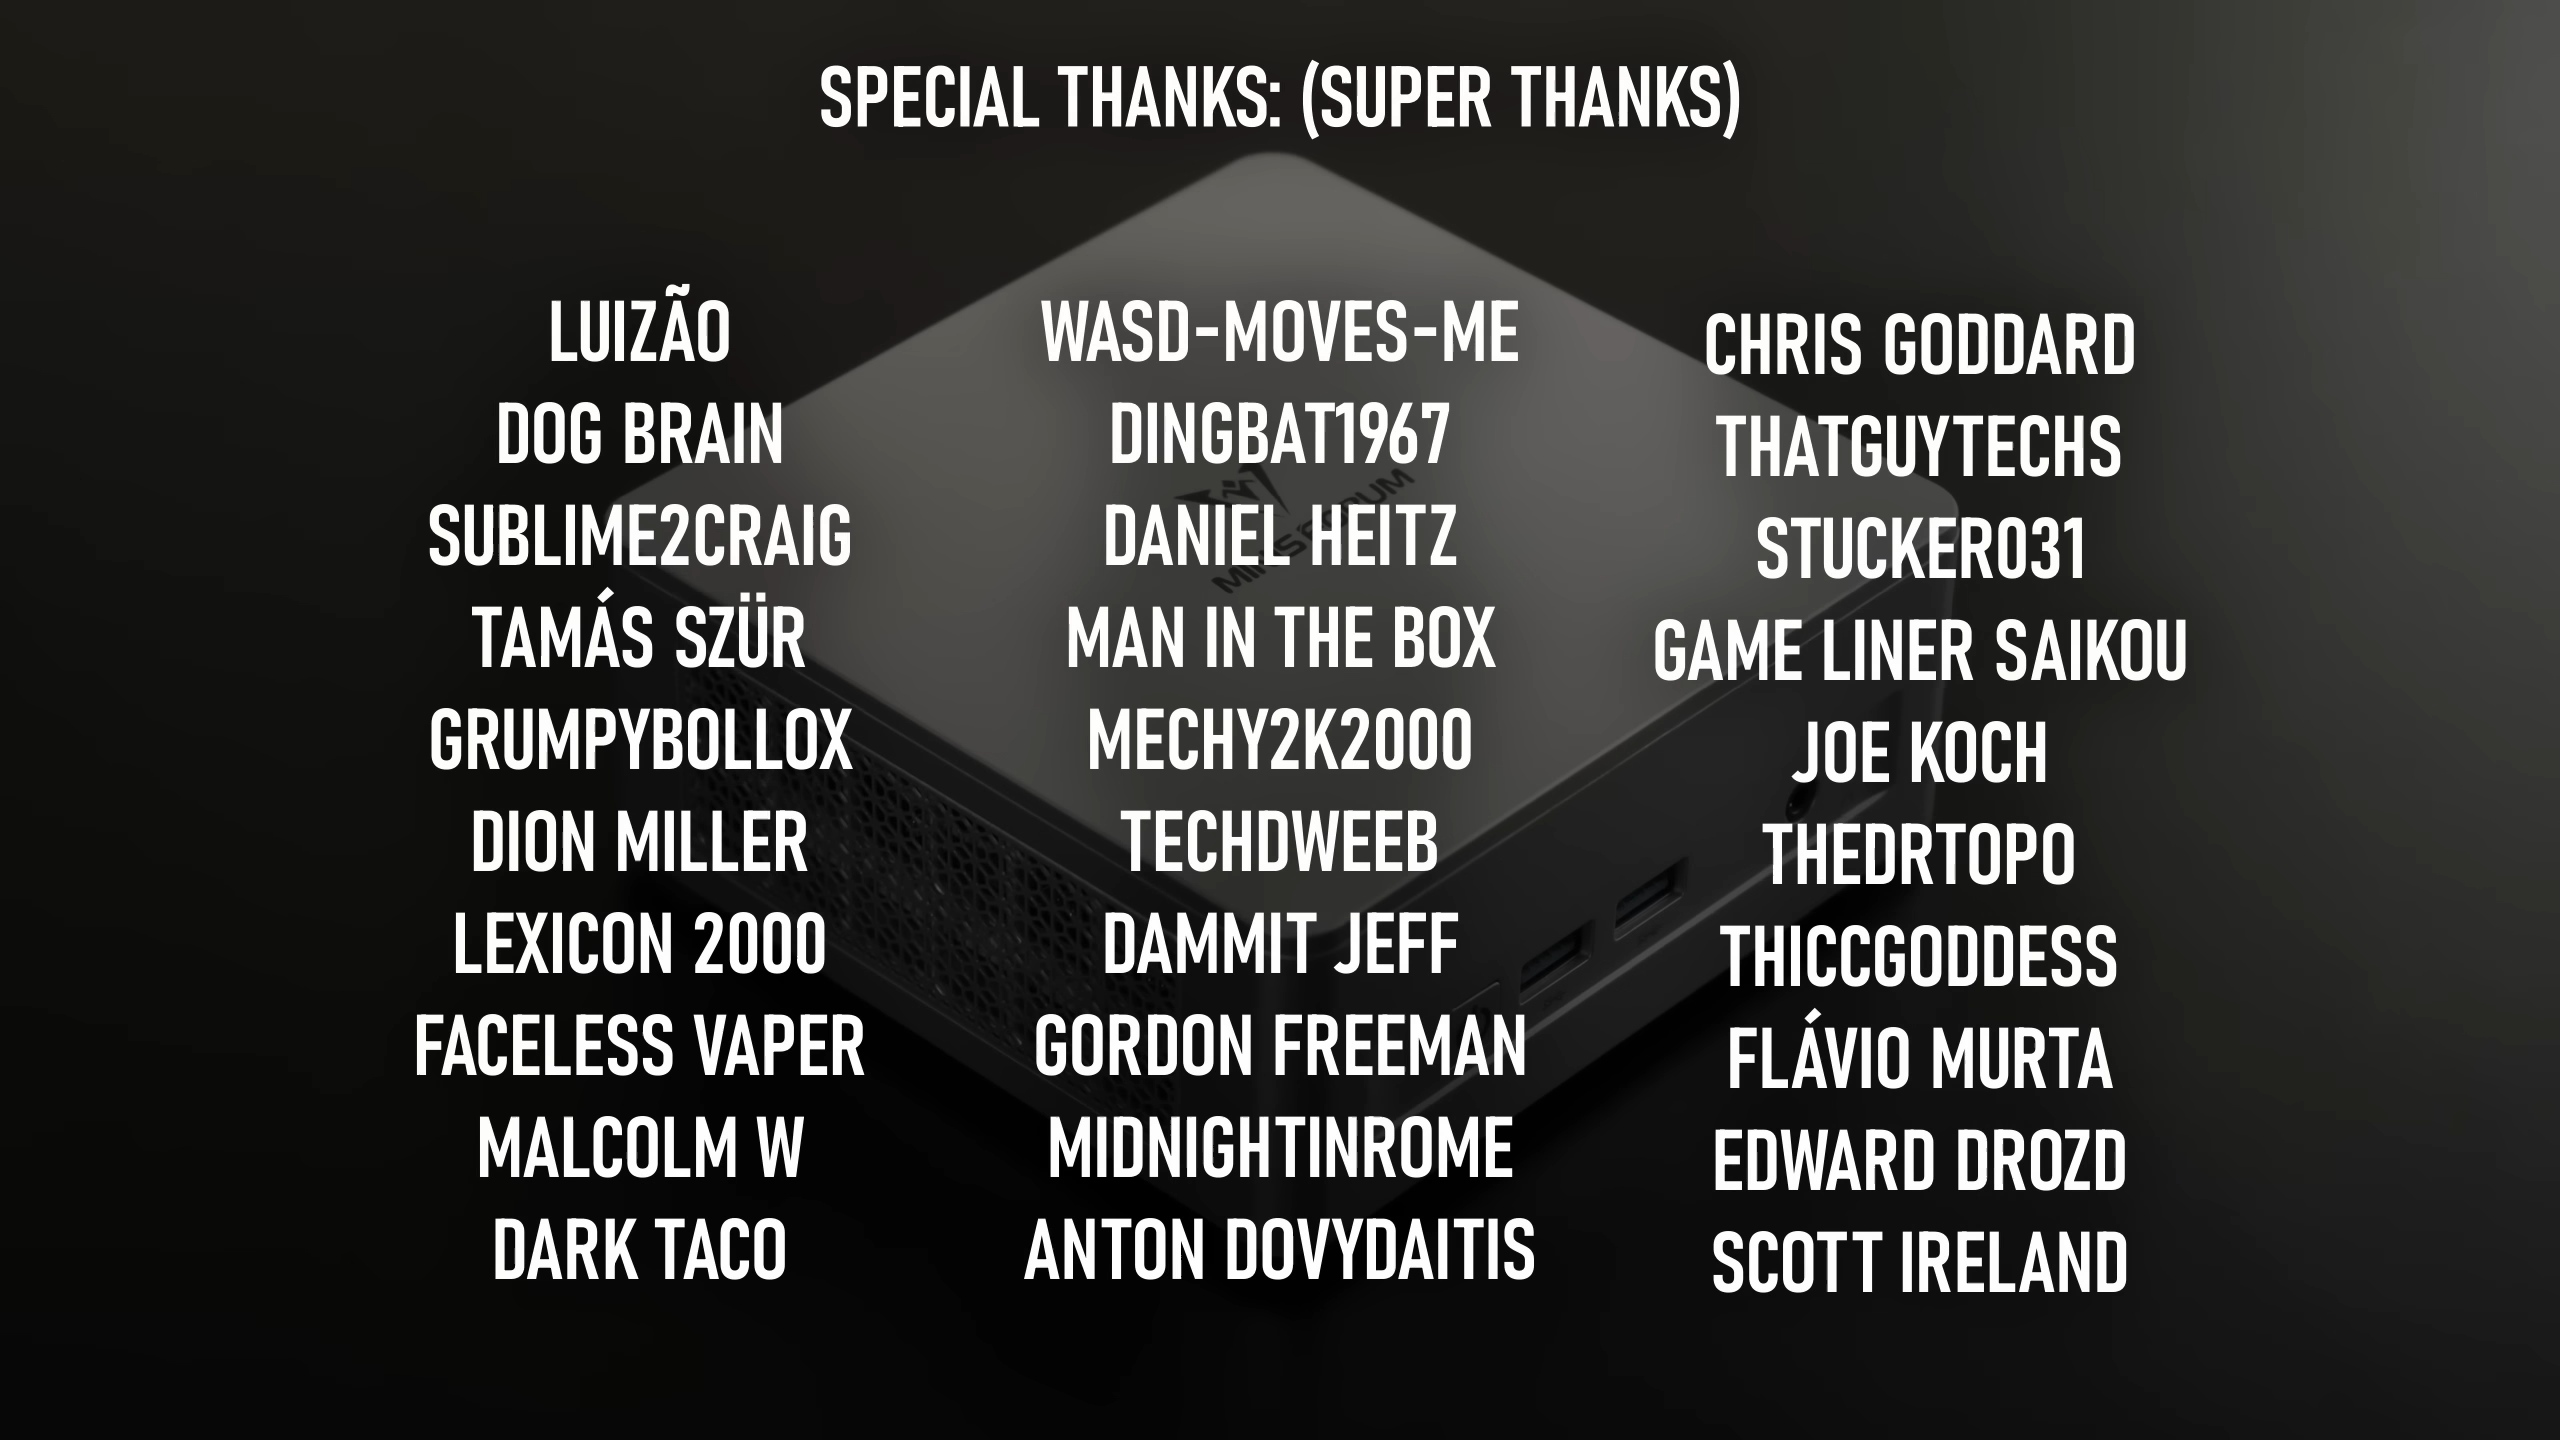 SPECIAL THANKS: (SUPER THANKS)
LUIZÃO
DOG BRAIN
SUBLIME2CRAIG
TAMÁS SZÜR
GRUMPYBOLLOX
DION MILLER
LEXICON 2000
FACELESS VAPER
MALCOLM W
DARK TACO
WASD-MOVES-ME
DINGBAT1967
DANIEL HEITZ
MAN IN THE BOX
MECHY2K2000
TECHDWEEB
DAMMIT JEFF
GORDON FREEMAN
MIDNIGHTINROME
ANTON DOVYDAITIS
CHRIS GODDARD
THATGUYTECHS
STUCKER031
GAME LINER SAIKOU
JOE KOCH
THEDRTOPO
THICCGODDESS
FLÁVIO MURTA
EDWARD DROZD
SCOTT IRELAND
MINISFORUM